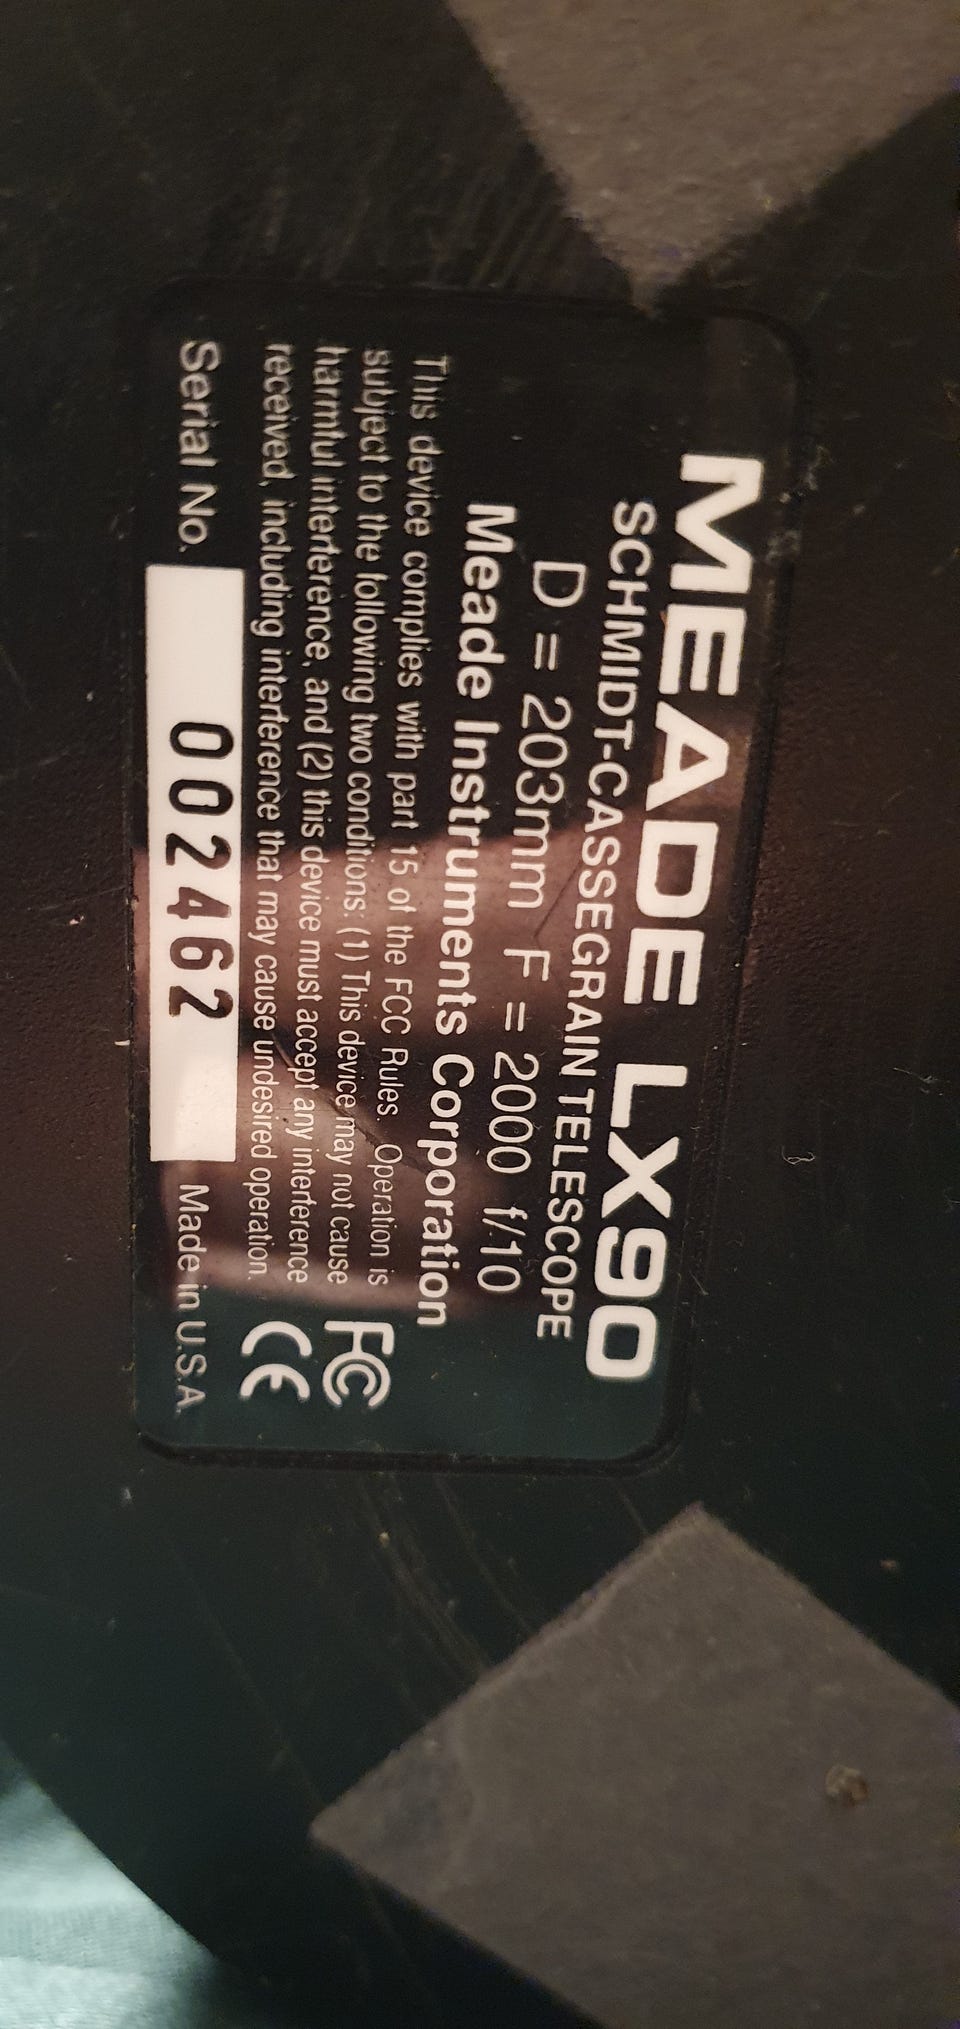 MEADE LX90
SCHMIDT-CASSEGRAIN TELESCOPE
D = 203mm F = 2000 f/10
Meade Instruments Corporation
This device complies with part 15 of the FCC Rules. Operation is
subject to the following two conditions: (1) This device may not cause
harmful interference, and (2) this device must accept any interference
received, including interference that may cause undesired operation.
FC
CE
Serial No. 002462 Made in U.S.A.